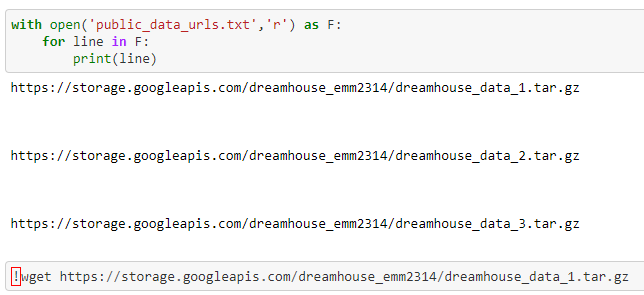 with open('public_data_urls.txt','r') as F:
    for line in F:
        print(line)
https://storage.googleapis.com/dreamhouse_emm2314/dreamhouse_data_1.tar.gz
https://storage.googleapis.com/dreamhouse_emm2314/dreamhouse_data_2.tar.gz
https://storage.googleapis.com/dreamhouse_emm2314/dreamhouse_data_3.tar.gz
!wget https://storage.googleapis.com/dreamhouse_emm2314/dreamhouse_data_1.tar.gz